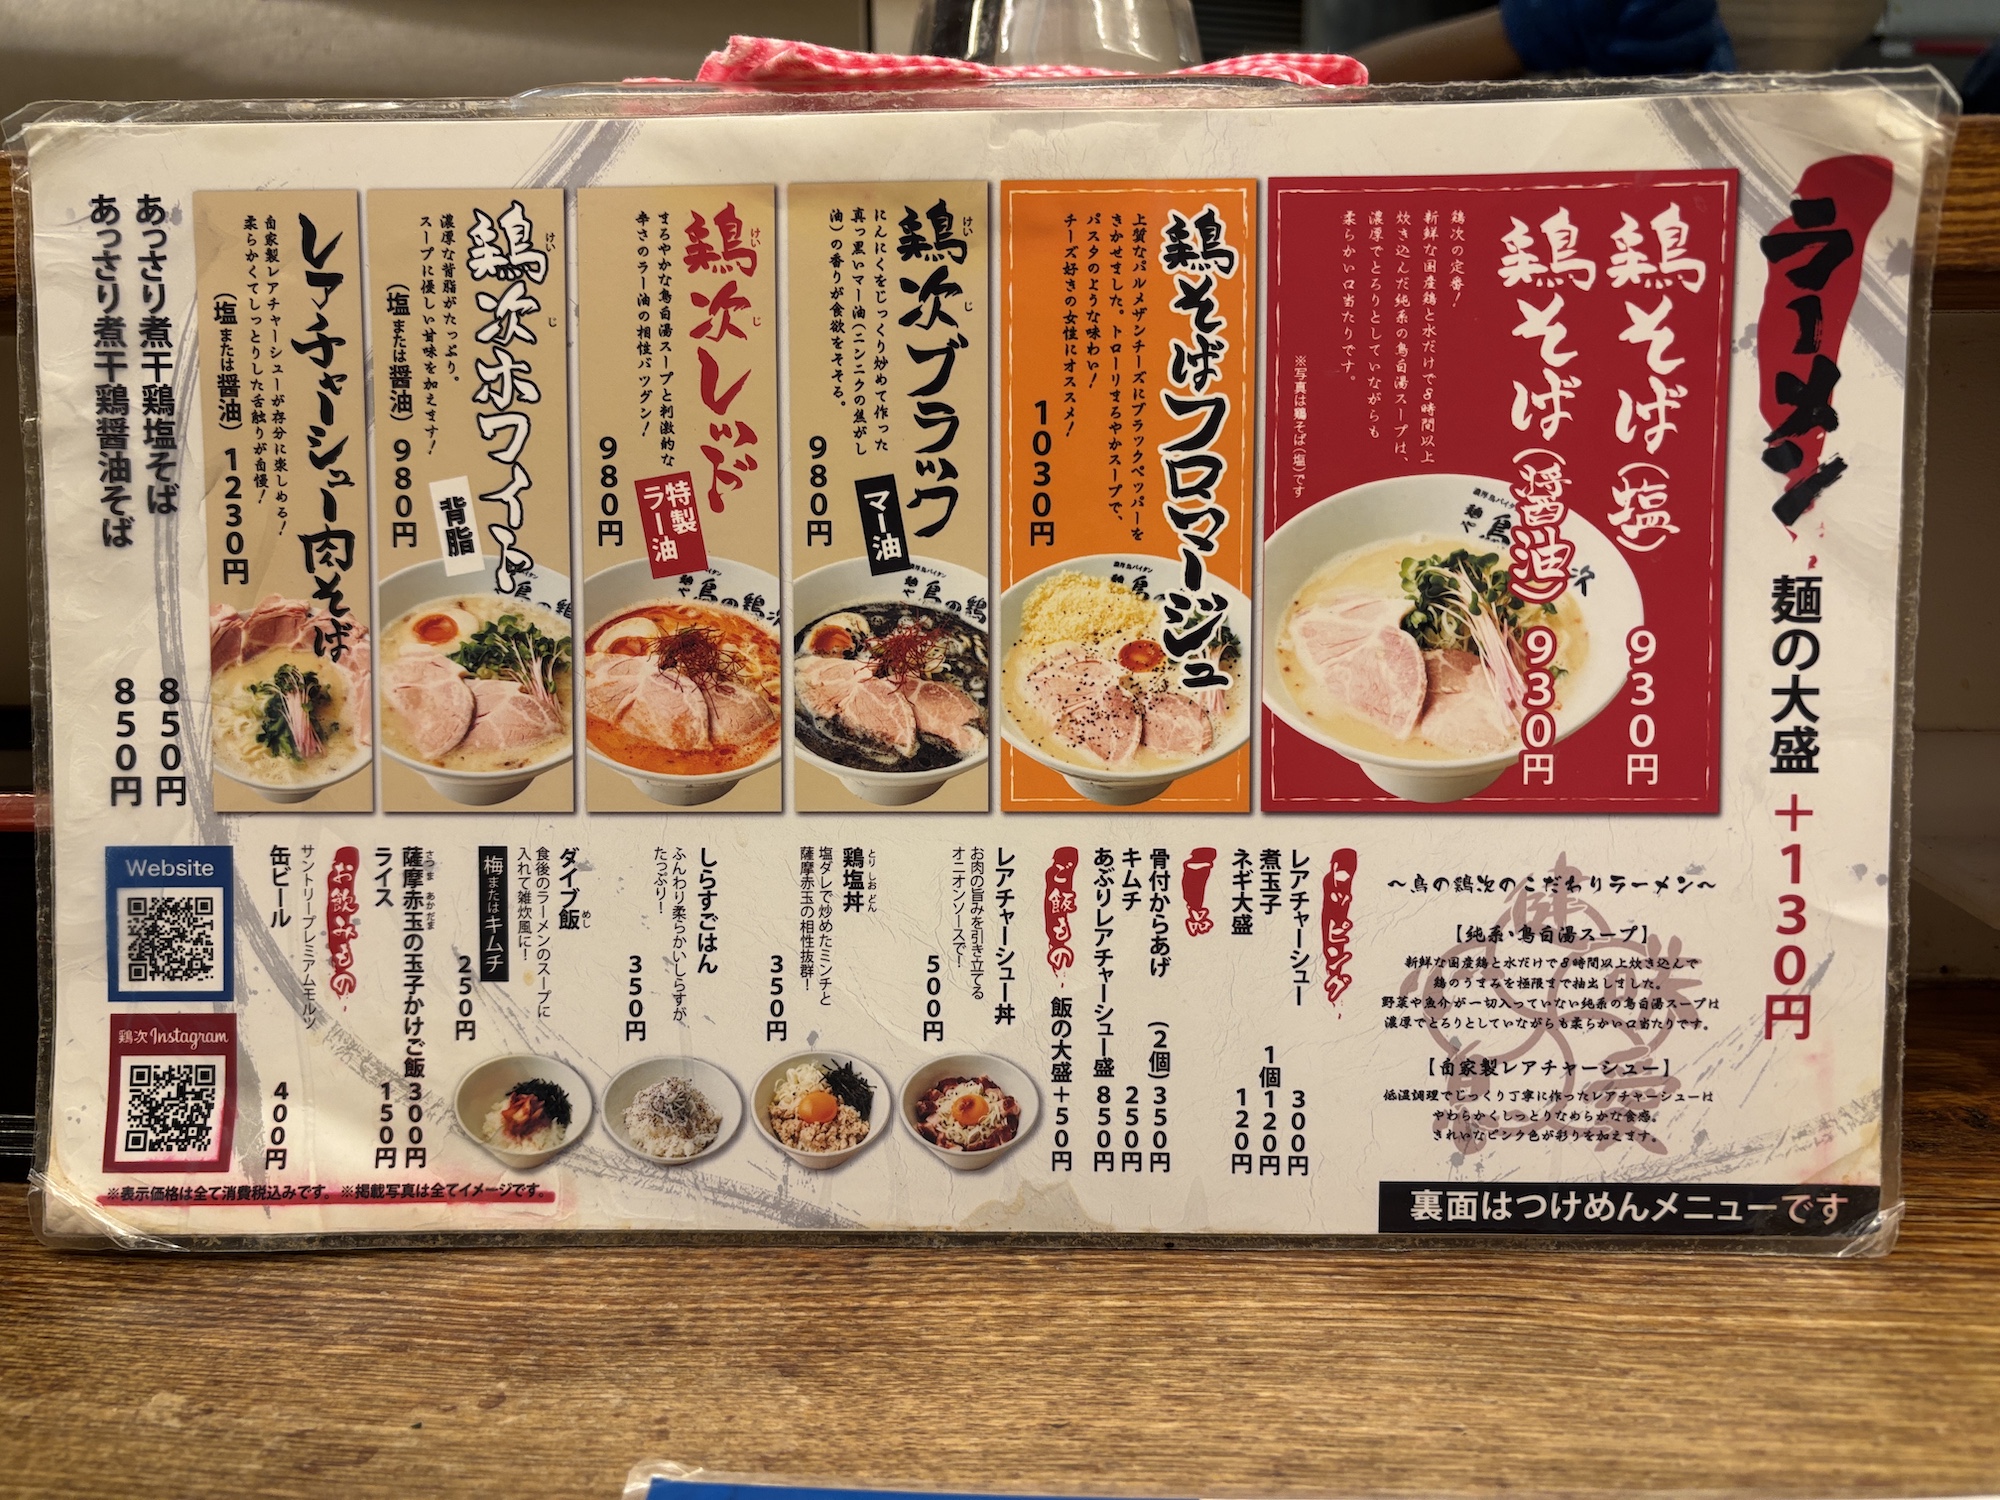 ラーメン
麺の大盛 +130円
鶏そば(塩) 930円
鶏そば(醤油) 930円
鶏次の定番!
新鮮な国産鶏と水だけで8時間以上
炊き込んだ純系の鳥白湯スープは、
濃厚でとろりとしていながらも
柔らかい口当たりです。
※写真は鶏そば(塩)です
鶏そばフロマージュ
上質なパルメザンチーズにブラックペッパーを
きかせました。トローリまろやかスープで、
パスタのような味わい!
チーズ好きの女性にオススメ!
1030円
鶏次ブラック
けい じ
マー油
にんにくをじっくり炒めて作った
真っ黒いマー油(ニンニクの焦がし
油)の香りが食欲をそそる。
980円
鶏次レッド
けい じ
特製
ラー油
まろやかな鳥白湯スープと刺激的な
辛さのラー油の相性バツグン!
980円
鶏次ホワイト
けい じ
背脂
濃厚な背脂がたっぷり。
スープに優しい甘味を加えます!
(塩または醤油) 980円
レアチャーシュー肉そば
自家製レアチャーシューが存分に楽しめる!
柔らかくてしっとりした舌触りが自慢!
(塩または醤油) 1230円
あっさり煮干鶏塩そば 850円
あっさり煮干鶏醤油そば 850円
〜鳥の鶏次のこだわりラーメン〜
【純系・鳥白湯スープ】
新鮮な国産鶏と水だけで8時間以上炊き込んで
鶏のうまみを極限まで抽出しました。
野菜や魚介が一切入っていない純系の鳥白湯スープは
濃厚でとろりとしていながらも柔らかい口当たりです。
【自家製レアチャーシュー】
低温調理でじっくり丁寧に作ったレアチャーシューは
やわらかくしっとりなめらかな食感。
きれいなピンク色が彩りを加えます。
裏面はつけめんメニューです
トッピング
レアチャーシュー 300円
煮玉子 1個120円
ネギ大盛 120円
一品
骨付からあげ (2個)350円
キムチ 250円
あぶりレアチャーシュー盛 850円
ご飯もの 飯の大盛+50円
レアチャーシュー丼
お肉の旨みを引き立てる
オニオンソースで!
500円
鶏塩丼
とりしおどん
塩ダレで炒めたミンチと
薩摩赤玉の相性抜群!
350円
しらすごはん
ふんわり柔らかいしらすが
たっぷり!
350円
ダイブ飯
めし
食後のラーメンのスープに
入れて雑炊風に!
梅またはキムチ
250円
薩摩赤玉の玉子かけご飯 300円
さつま あかだま
ライス 150円
お飲みもの
サントリープレミアムモルツ
缶ビール 400円
Website
鶏次 Instagram
※表示価格は全て消費税込みです。※掲載写真は全てイメージです。